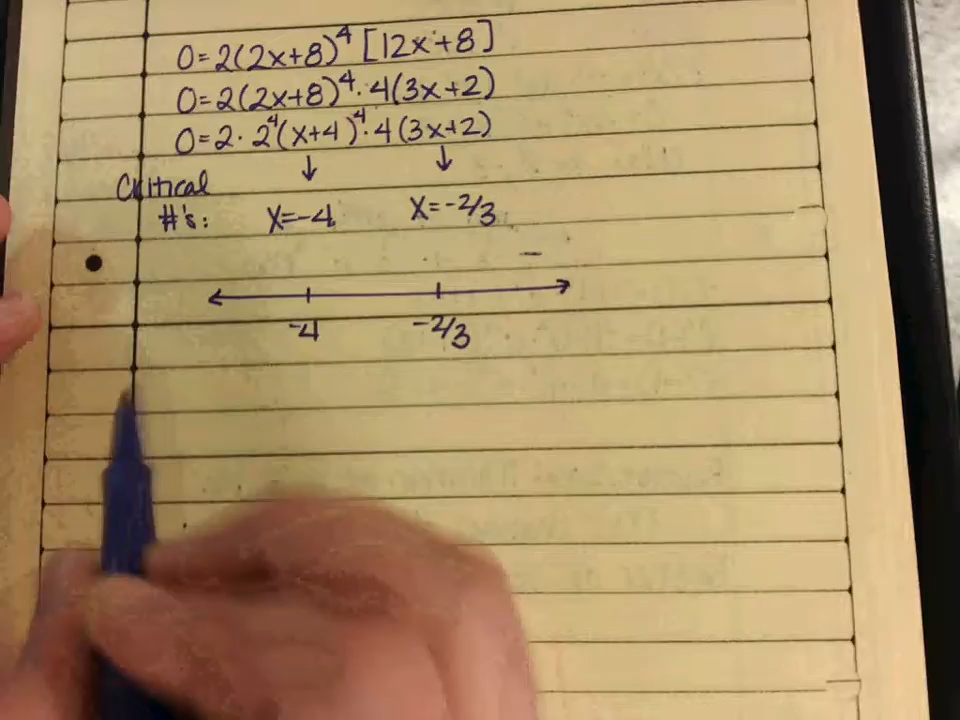 0=2(2x+8)^4 [12x+8]
0=2(2x+8)^4·4(3x+2)
0=2·2^4(x+4)^4·4(3x+2)
↓ ↓
Critical
#'s: X=-4 X=-2/3
-
-4 -2/3